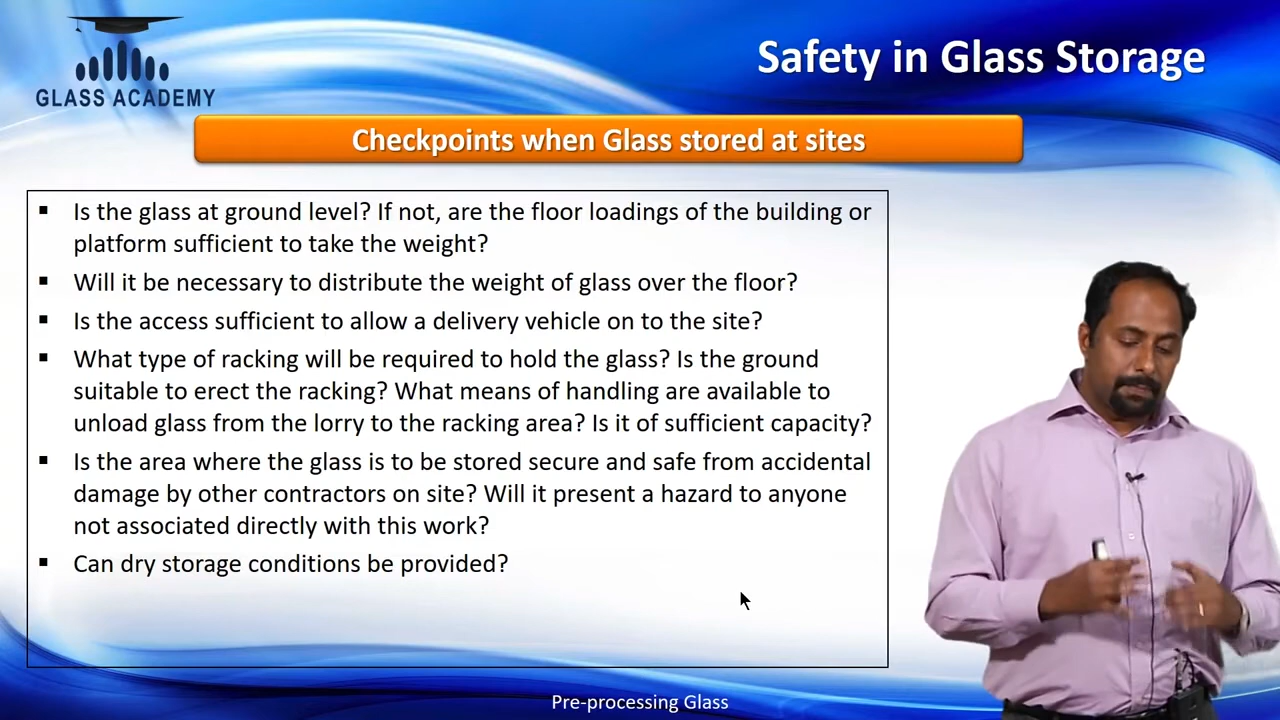 GLASS ACADEMY
Safety in Glass Storage
Checkpoints when Glass stored at sites
▪ Is the glass at ground level? If not, are the floor loadings of the building or
platform sufficient to take the weight?
▪ Will it be necessary to distribute the weight of glass over the floor?
▪ Is the access sufficient to allow a delivery vehicle on to the site?
▪ What type of racking will be required to hold the glass? Is the ground
suitable to erect the racking? What means of handling are available to
unload glass from the lorry to the racking area? Is it of sufficient capacity?
▪ Is the area where the glass is to be stored secure and safe from accidental
damage by other contractors on site? Will it present a hazard to anyone
not associated directly with this work?
▪ Can dry storage conditions be provided?
Pre-processing Glass